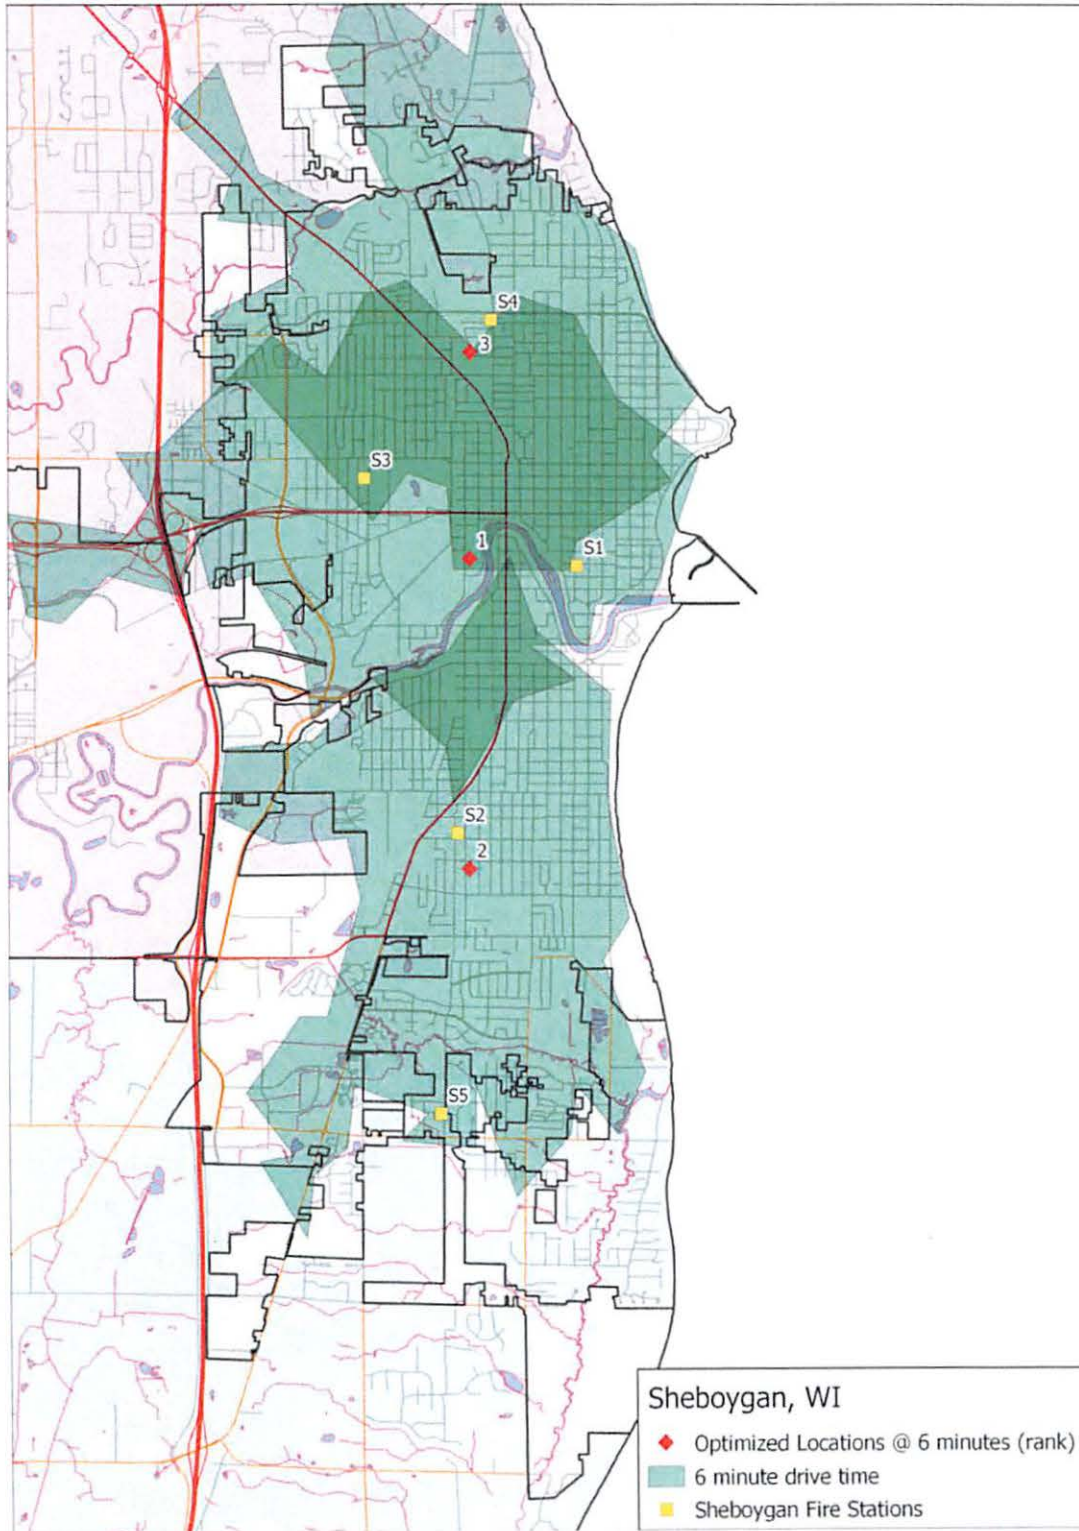 S4
3
S3
1
S1
S2
2
S5
Sheboygan, WI
Optimized Locations @ 6 minutes (rank)
6 minute drive time
Sheboygan Fire Stations